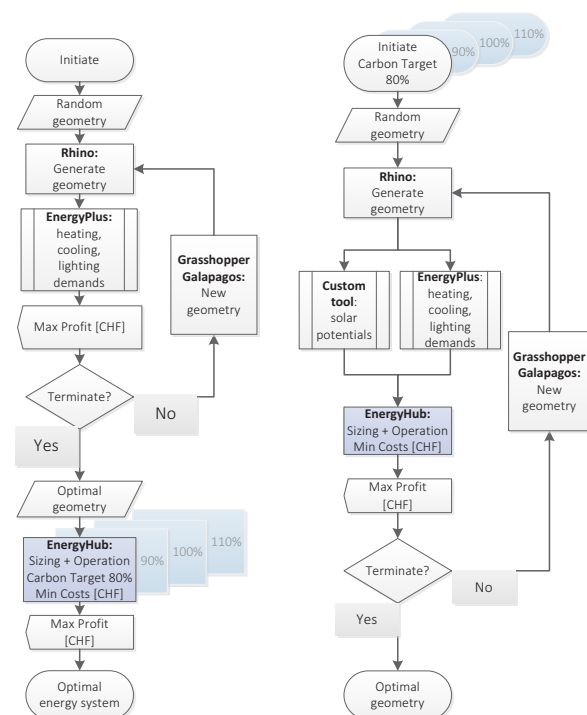 Initiate
Random
geometry
Rhino:
Generate
geometry
EnergyPlus:
heating,
cooling,
lighting
demands
Grasshopper
Galapagos:
New
geometry
Max Profit [CHF]
Terminate?
No
Yes
Optimal
geometry
EnergyHub:
Sizing + Operation
Carbon Target 80%
Min Costs [CHF]
90%
100%
110%
Max Profit
[CHF]
Optimal
energy system
Initiate
Carbon Target
80%
90%
100%
110%
Random
geometry
Rhino:
Generate
geometry
Custom
tool:
solar
potentials
EnergyPlus:
heating,
cooling,
lighting
demands
Grasshopper
Galapagos:
New
geometry
EnergyHub:
Sizing + Operation
Min Costs [CHF]
Max Profit
[CHF]
Terminate?
No
Yes
Optimal
geometry